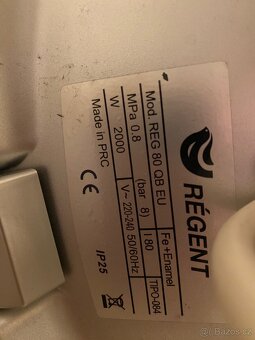 RÉGENT
TIPO-084
Mod. REG 80 QB EU
Fe+Enamel
MPa 0.8 (bar 8) l 80
W 2000 V~ 220-240 50/60Hz
Made in PRC
IP25
CE
© sbazar.cz